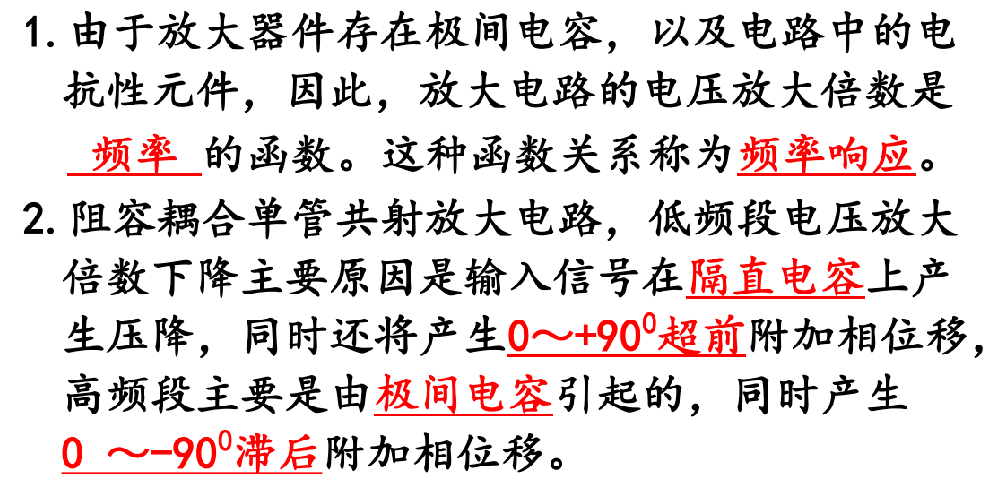 1. 由于放大器件存在极间电容，以及电路中的电
抗性元件，因此，放大电路的电压放大倍数是
频率 的函数。这种函数关系称为频率响应。
2. 阻容耦合单管共射放大电路，低频段电压放大
倍数下降主要原因是输入信号在隔直电容上产
生压降，同时还将产生0～+90⁰超前附加相位移，
高频段主要是由极间电容引起的，同时产生
0 ～-90⁰滞后附加相位移。